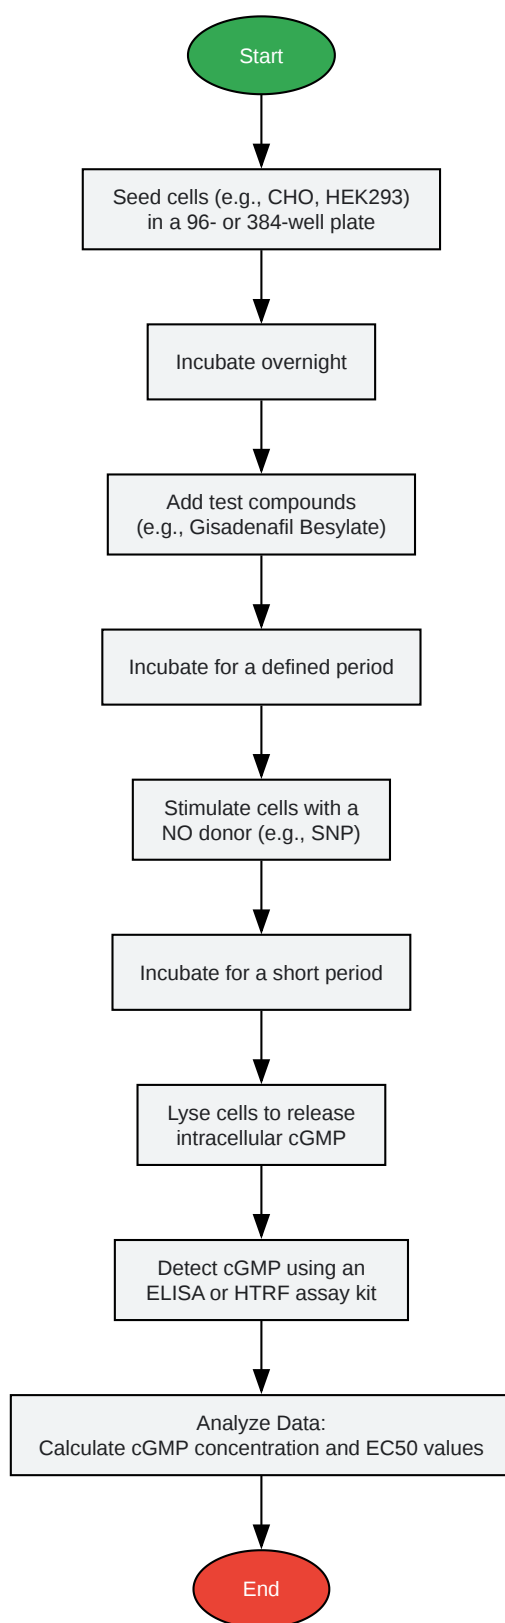 Start
Seed cells (e.g., CHO, HEK293)
in a 96- or 384-well plate
Incubate overnight
Add test compounds
(e.g., Gisadenafil Besylate)
Incubate for a defined period
Stimulate cells with a
NO donor (e.g., SNP)
Incubate for a short period
Lyse cells to release
intracellular cGMP
Detect cGMP using an
ELISA or HTRF assay kit
Analyze Data:
Calculate cGMP concentration and EC50 values
End